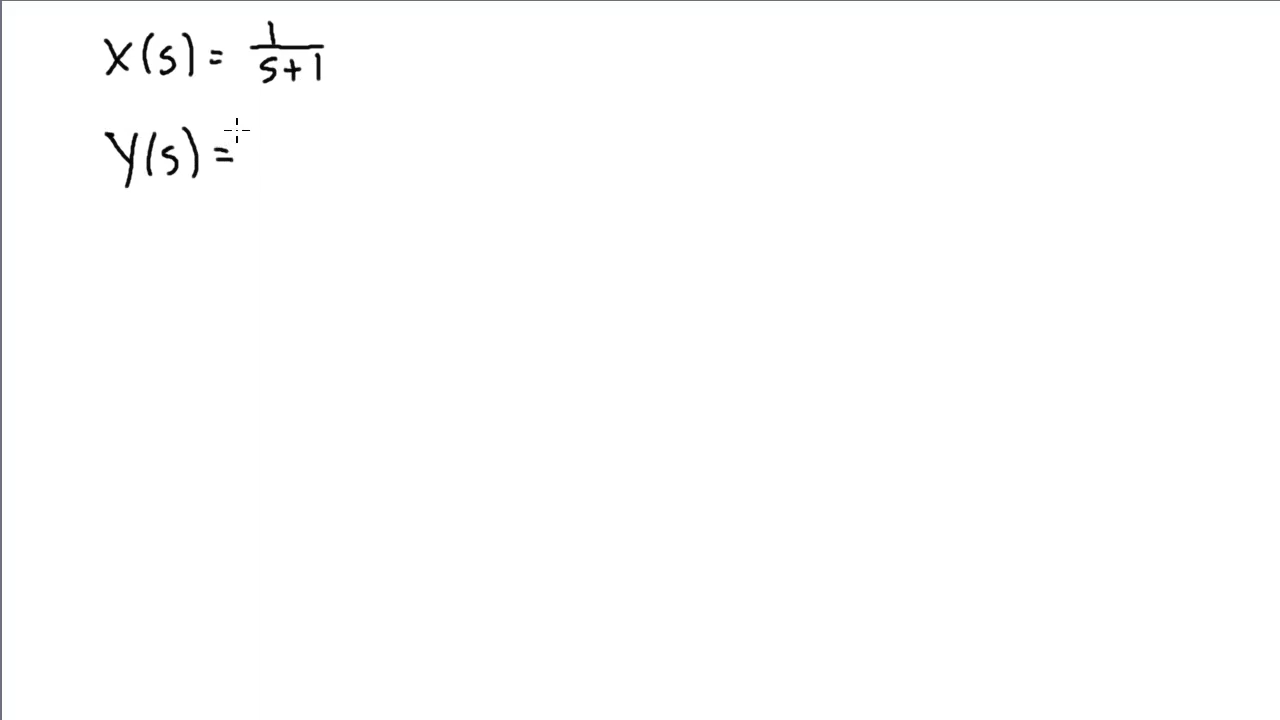 X(s) = 1/(s+1)
Y(s) =